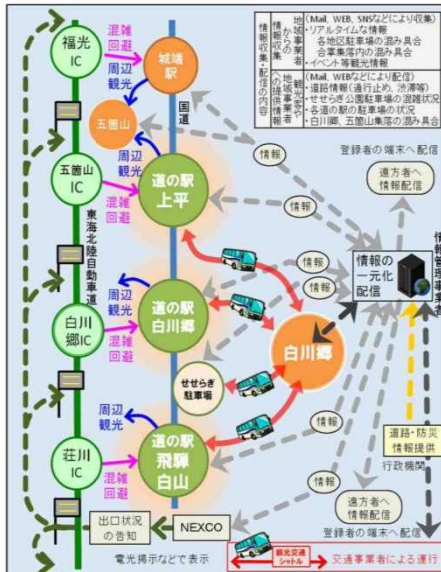 情報収集・配信の内容
地域事業者からの情報収集
(Mail、WEB、SNSなどにより収集)
・リアルタイムな情報
各地区駐車場の混み具合
合掌集落内の混み具合
・イベント等観光情報
観光客や地域事業者への提供情報
(Mail、WEBなどにより配信)
・道路情報(通行止め、渋滞等)
・せせらぎ公園駐車場の混雑状況
・各道の駅の駐車場の状況
・白川郷、五箇山集落の混み具合
福光
IC
混雑
回避
城端
駅
周辺
観光
国道
五箇山
周辺
観光
五箇山
IC
混雑
回避
道の駅
上平
東海北陸自動車道
情報
情報
情報
情報
情報
情報
情報
登録者の端末へ
遠方者へ
情報配信
情報の
一元化
配信
情報管理事業者
周辺
観光
白川
郷IC
混雑
回避
道の駅
白川郷
白川郷
せせらぎ
駐車場
周辺
観光
荘川
IC
混雑
回避
道の駅
飛騨
白山
道路・防災
情報提供
行政機関
遠方者へ
情報配信
登録者の端末へ配信
出口状況
の告知
NEXCO
電光掲示などで表示
観光交通
シャトル
交通事業者による運行